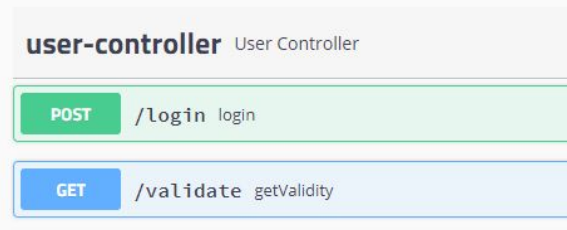 user-controller User Controller
POST /login login
GET /validate getValidity